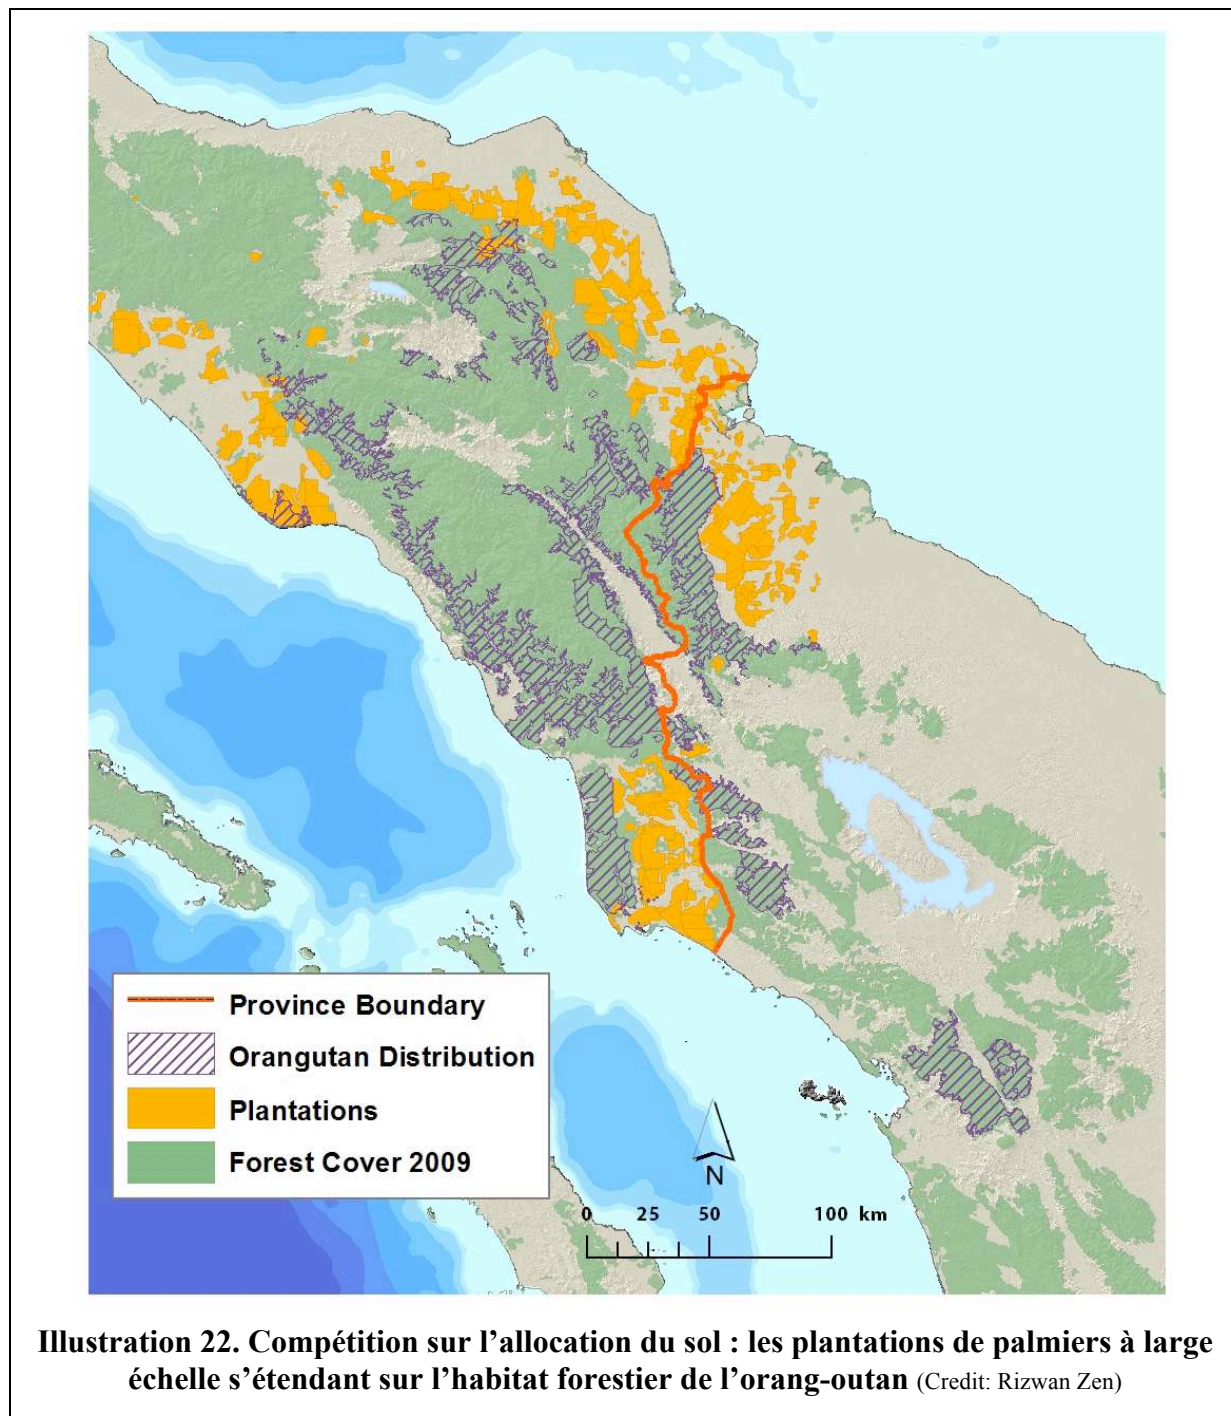 Province Boundary
Orangutan Distribution
Plantations
Forest Cover 2009
N
0 25 50 100 km
Illustration 22. Compétition sur l’allocation du sol : les plantations de palmiers à large
échelle s’étendant sur l’habitat forestier de l’orang-outan (Credit: Rizwan Zen)